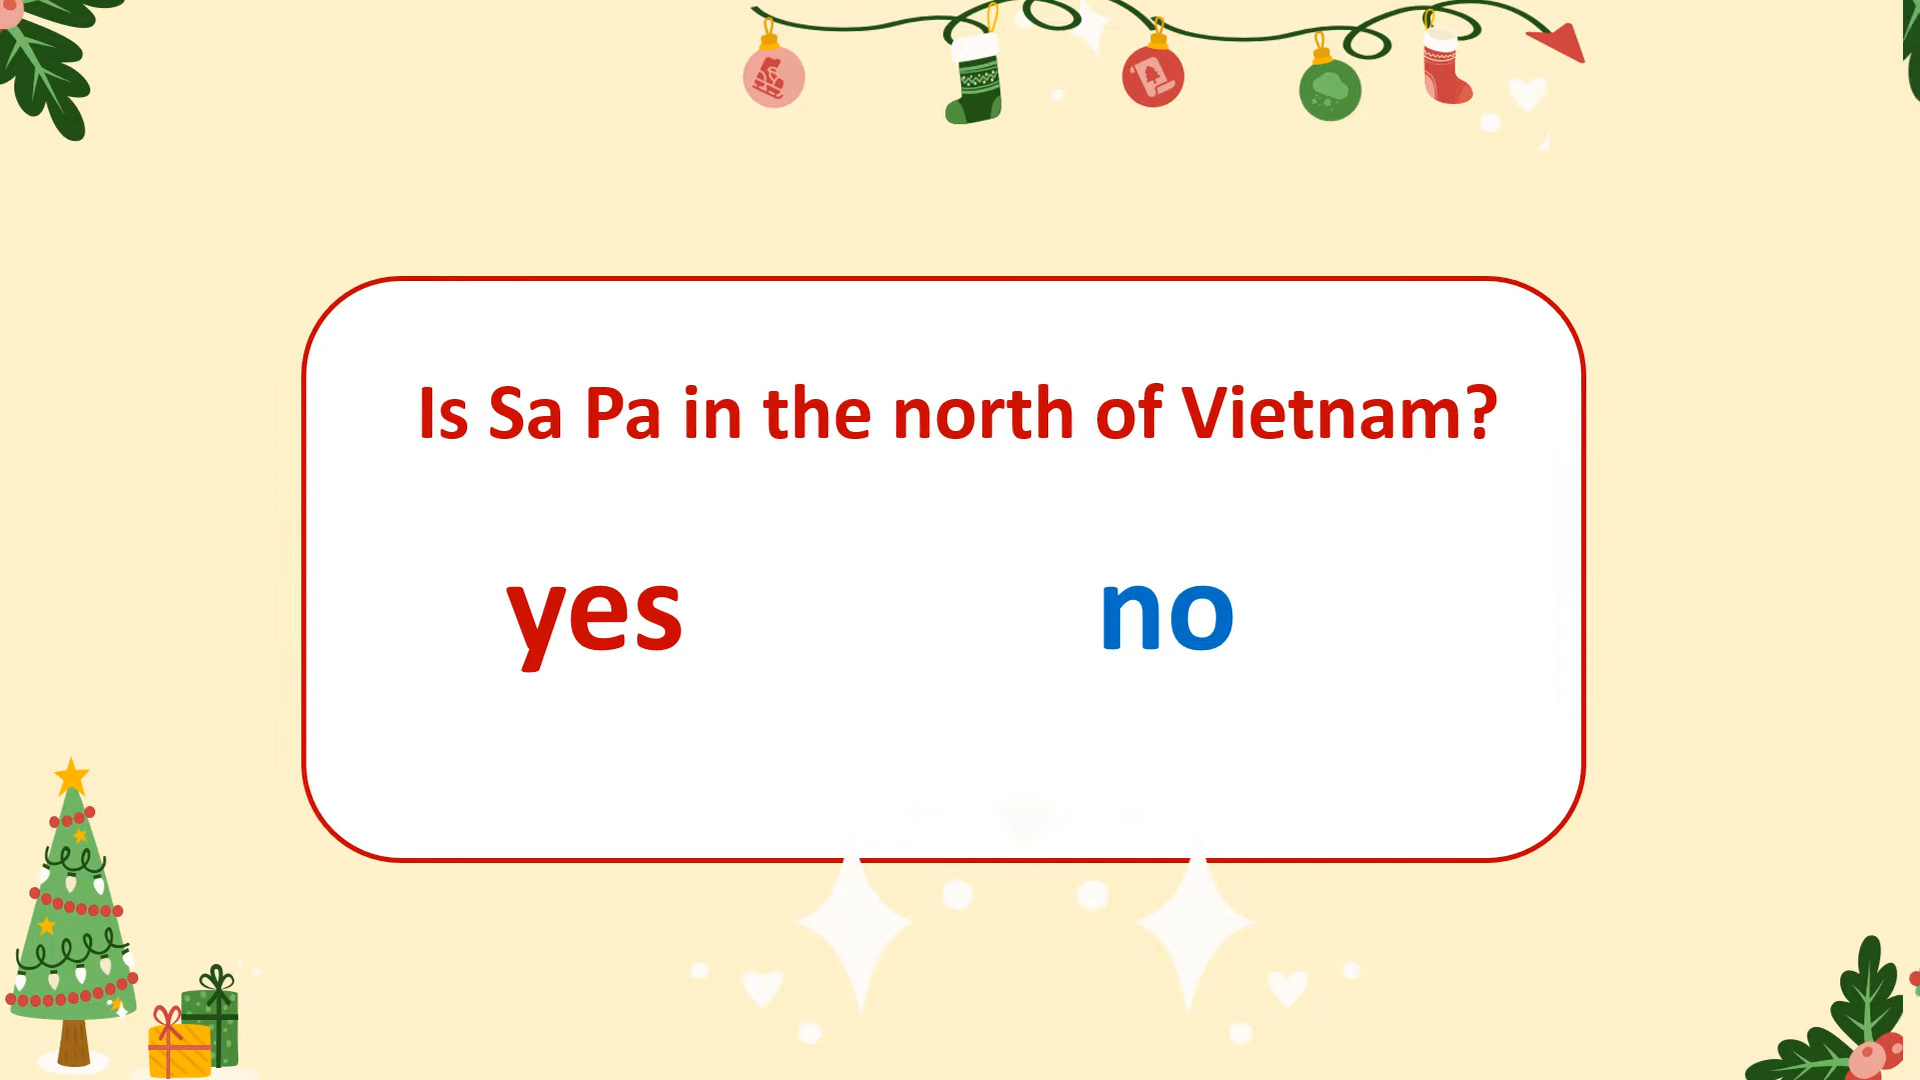 Is Sa Pa in the north of Vietnam?
yes no